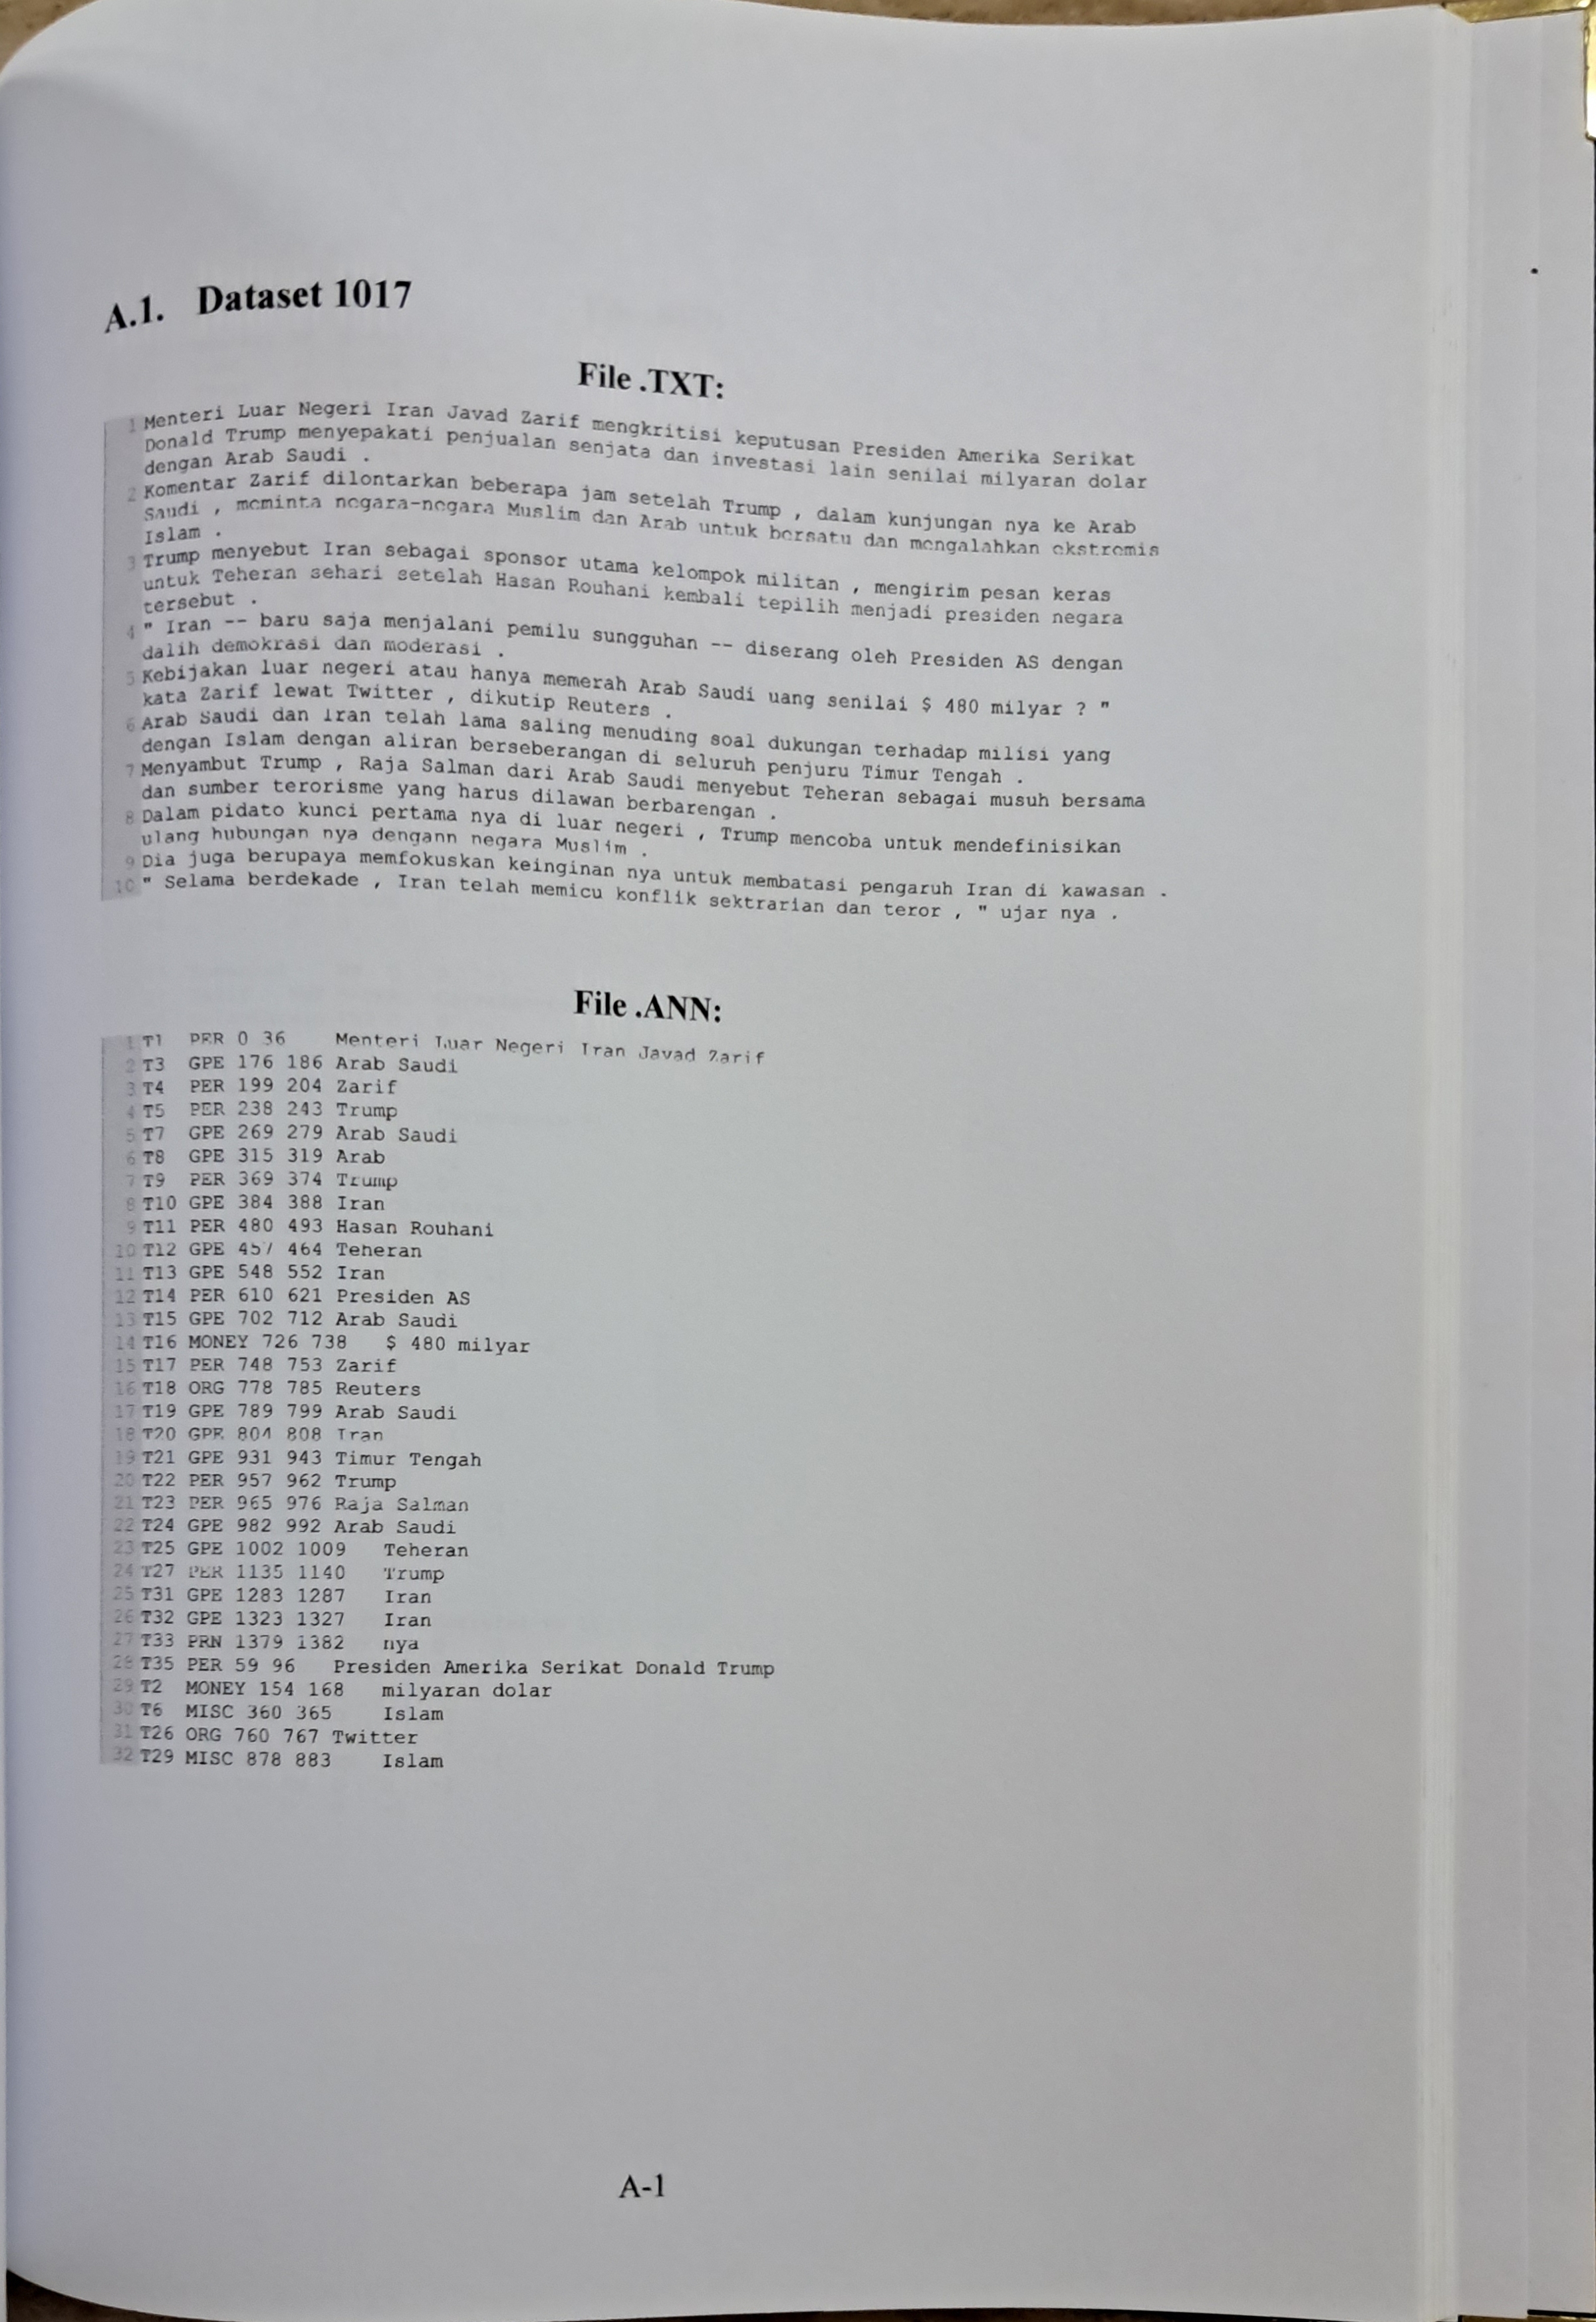 A.1. Dataset 1017
File .TXT:
1 Menteri Luar Negeri Iran Javad Zarif mengkritisi keputusan Presiden Amerika Serikat
Donald Trump menyepakati penjualan senjata dan investasi lain senilai milyaran dolar
dengan Arab Saudi .
2 Komentar Zarif dilontarkan beberapa jam setelah Trump , dalam kunjungan nya ke Arab
Saudi , meminta negara-negara Muslim dan Arab untuk bersatu dan mengalahkan ekstremis
Islam .
3 Trump menyebut Iran sebagai sponsor utama kelompok militan , mengirim pesan keras
untuk Teheran sehari setelah Hasan Rouhani kembali tepilih menjadi presiden negara
tersebut .
4 " Iran -- baru saja menjalani pemilu sungguhan -- diserang oleh Presiden AS dengan
dalih demokrasi dan moderasi .
5 Kebijakan luar negeri atau hanya memerah Arab Saudi uang senilai $ 480 milyar ? "
kata Zarif lewat Twitter , dikutip Reuters .
6 Arab Saudi dan Iran telah lama saling menuding soal dukungan terhadap milisi yang
dengan Islam dengan aliran berseberangan di seluruh penjuru Timur Tengah .
7 Menyambut Trump , Raja Salman dari Arab Saudi menyebut Teheran sebagai musuh bersama
dan sumber terorisme yang harus dilawan berbarengan .
8 Dalam pidato kunci pertama nya di luar negeri , Trump mencoba untuk mendefinisikan
ulang hubungan nya dengann negara Muslim .
9 Dia juga berupaya memfokuskan keinginan nya untuk membatasi pengaruh Iran di kawasan .
10 " Selama berdekade , Iran telah memicu konflik sektrarian dan teror , " ujar nya .
File .ANN:
1 T1 PER 0 36 Menteri Luar Negeri Iran Javad Zarif
2 T3 GPE 176 186 Arab Saudi
3 T4 PER 199 204 Zarif
4 T5 PER 238 243 Trump
5 T7 GPE 269 279 Arab Saudi
6 T8 GPE 315 319 Arab
7 T9 PER 369 374 Trump
8 T10 GPE 384 388 Iran
9 T11 PER 480 493 Hasan Rouhani
10 T12 GPE 457 464 Teheran
11 T13 GPE 548 552 Iran
12 T14 PER 610 621 Presiden AS
13 T15 GPE 702 712 Arab Saudi
14 T16 MONEY 726 738 $ 480 milyar
15 T17 PER 748 753 Zarif
16 T18 ORG 778 785 Reuters
17 T19 GPE 789 799 Arab Saudi
18 T20 GPE 804 808 Iran
19 T21 GPE 931 943 Timur Tengah
20 T22 PER 957 962 Trump
21 T23 PER 965 976 Raja Salman
22 T24 GPE 982 992 Arab Saudi
23 T25 GPE 1002 1009 Teheran
24 T27 PER 1135 1140 Trump
25 T31 GPE 1283 1287 Iran
26 T32 GPE 1323 1327 Iran
27 T33 PRN 1379 1382 nya
28 T35 PER 59 96 Presiden Amerika Serikat Donald Trump
29 T2 MONEY 154 168 milyaran dolar
30 T6 MISC 360 365 Islam
31 T26 ORG 760 767 Twitter
32 T29 MISC 878 883 Islam
A-1